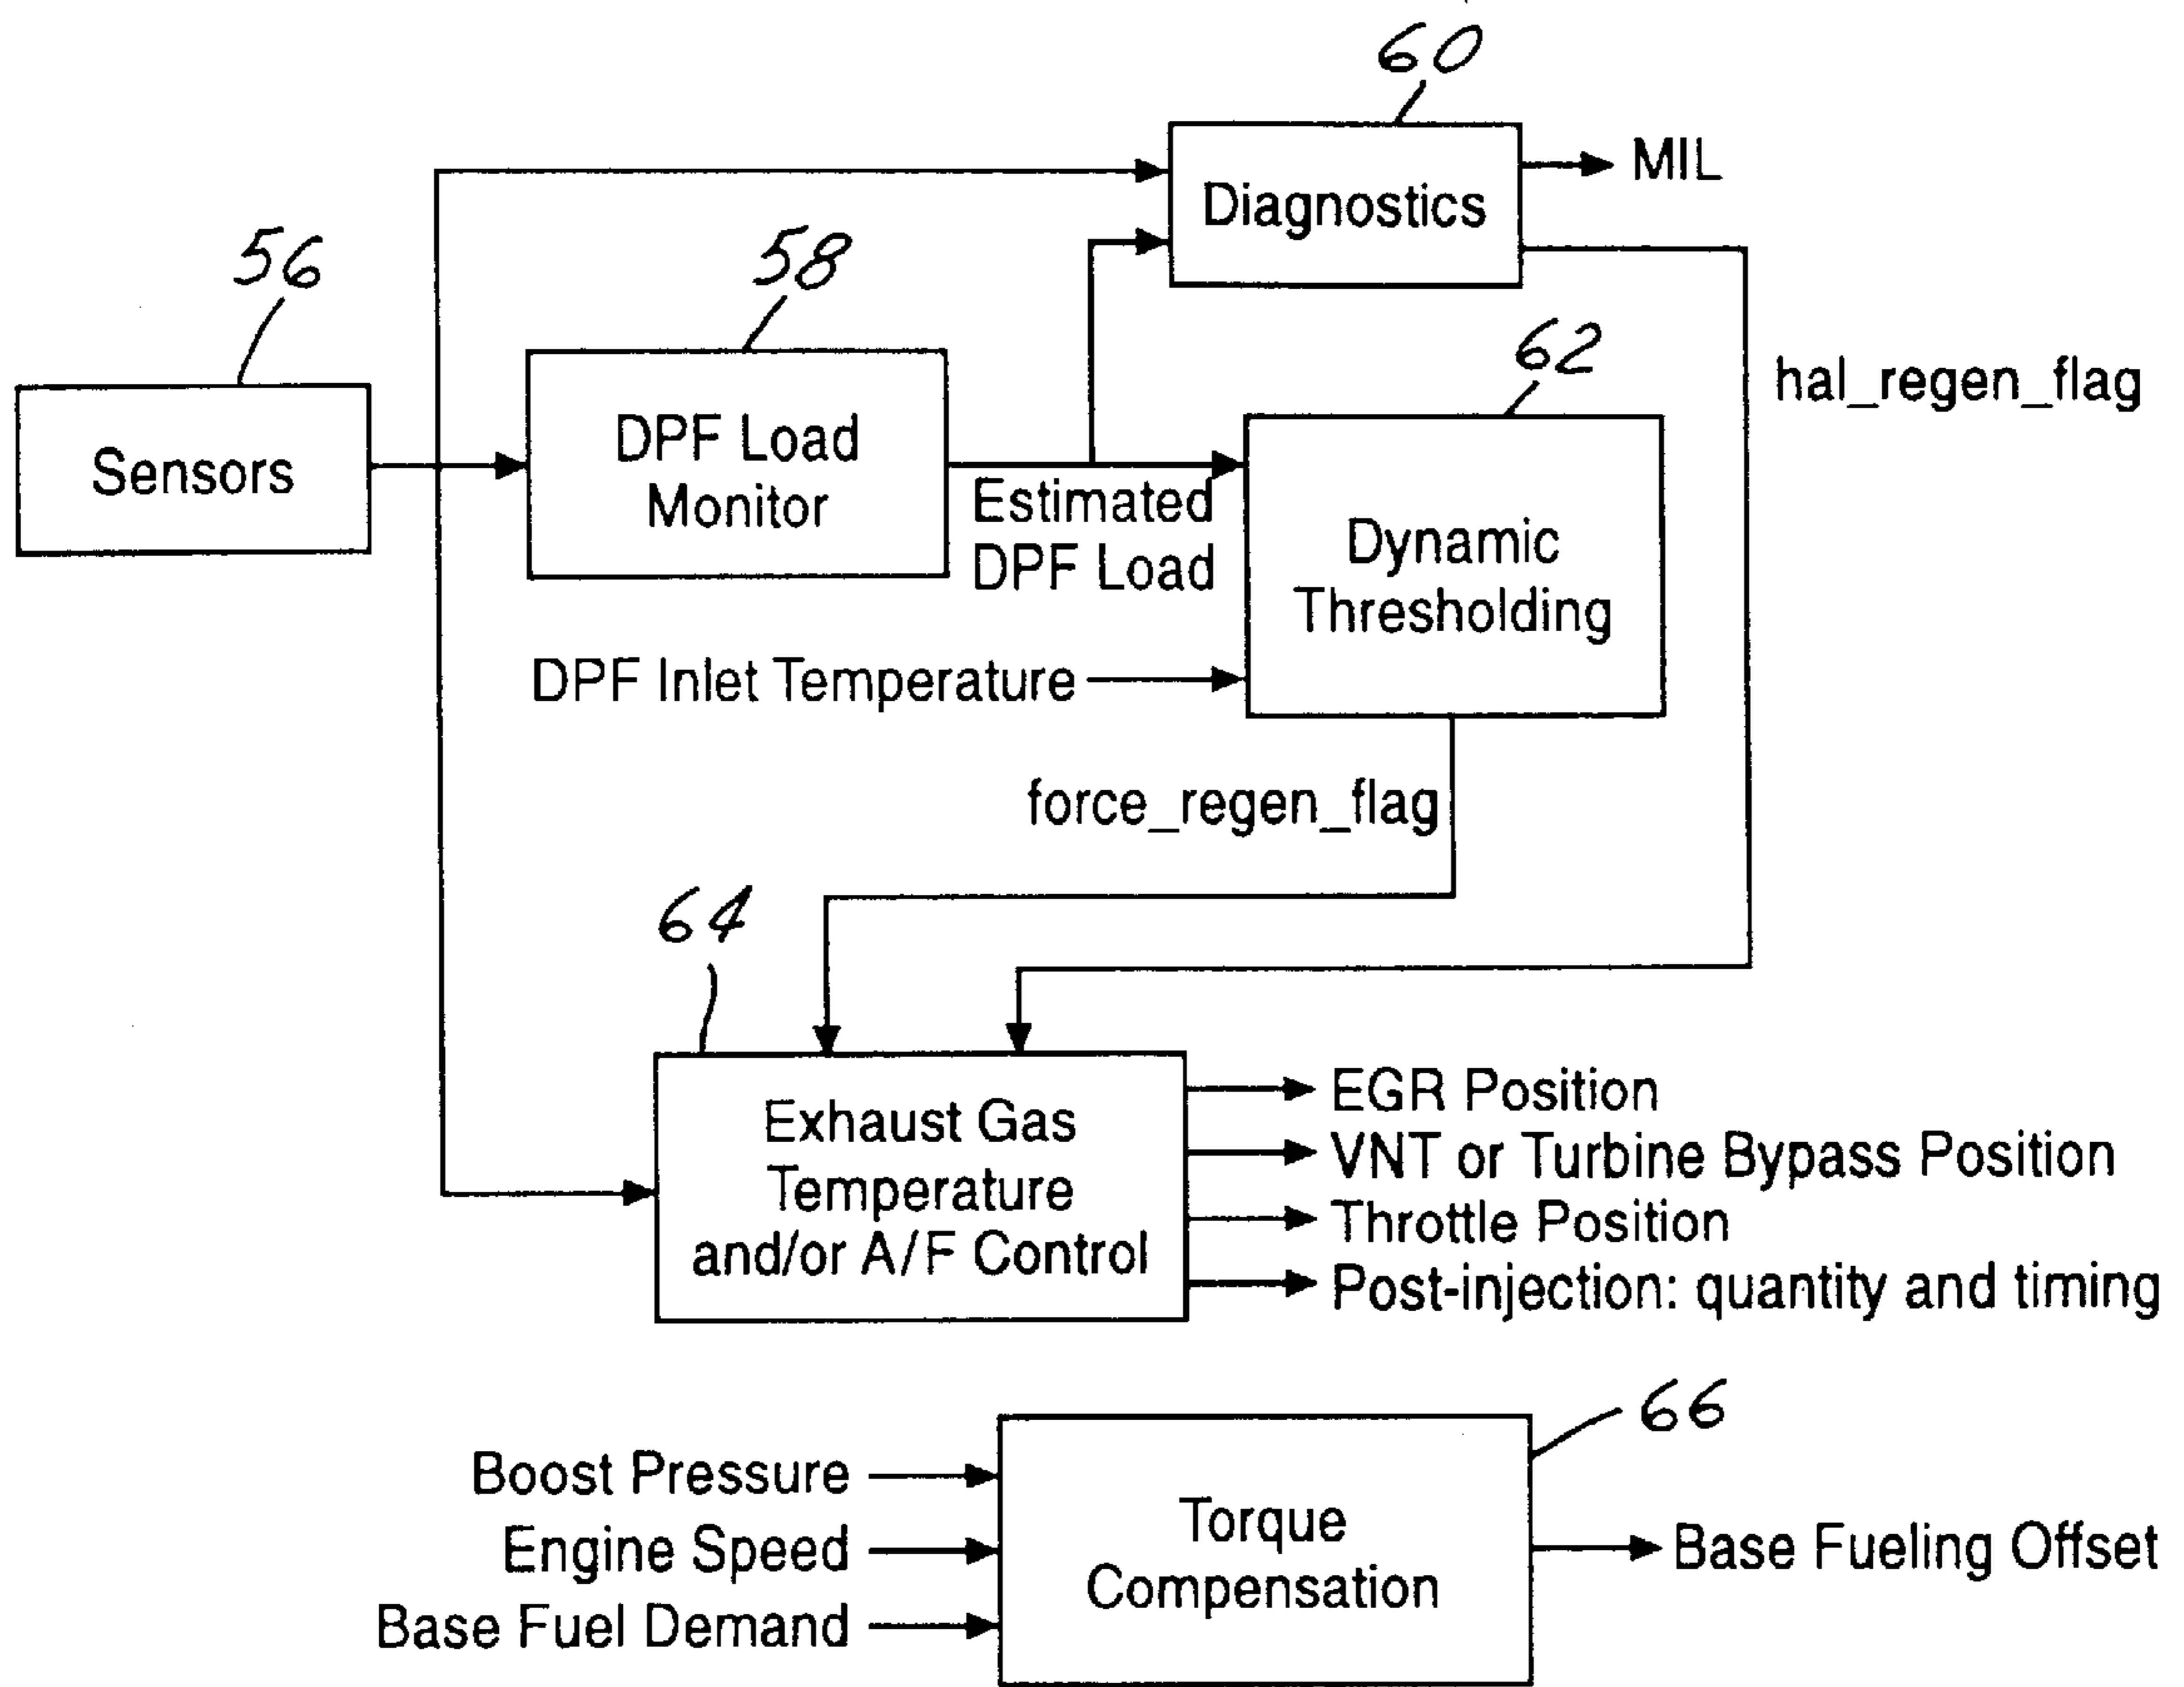 60
MIL
Diagnostics
56
58
62
hal_regen_flag
DPF Load
Monitor
Sensors
Estimated
DPF Load
Dynamic
Thresholding
DPF Inlet Temperature
force_regen_flag
64
Exhaust Gas
Temperature
and/or A/F Control
EGR Position
VNT or Turbine Bypass Position
Throttle Position
Post-injection: quantity and timing
66
Boost Pressure
Engine Speed
Base Fuel Demand
Torque
Compensation
Base Fueling Offset